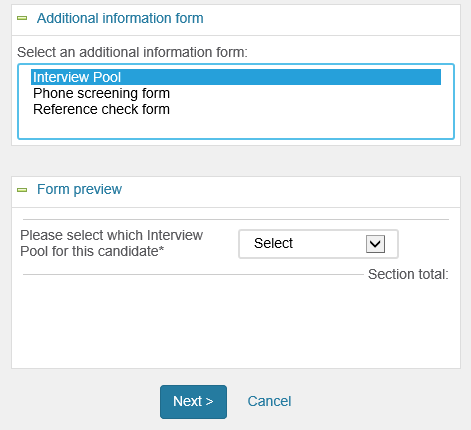 Additional information form
Select an additional information form:
Interview Pool
Phone screening form
Reference check form
Form preview
Please select which Interview
Pool for this candidate*
Select
Section total:
Next >
Cancel